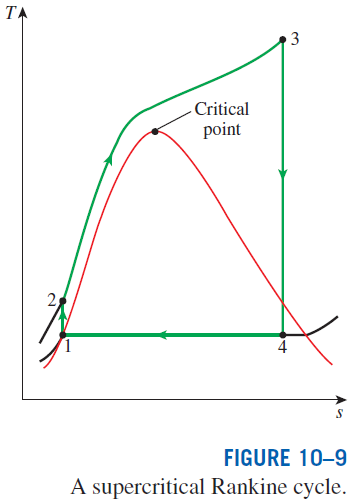 T
3
Critical
point
2
1
4
s
FIGURE 10–9
A supercritical Rankine cycle.